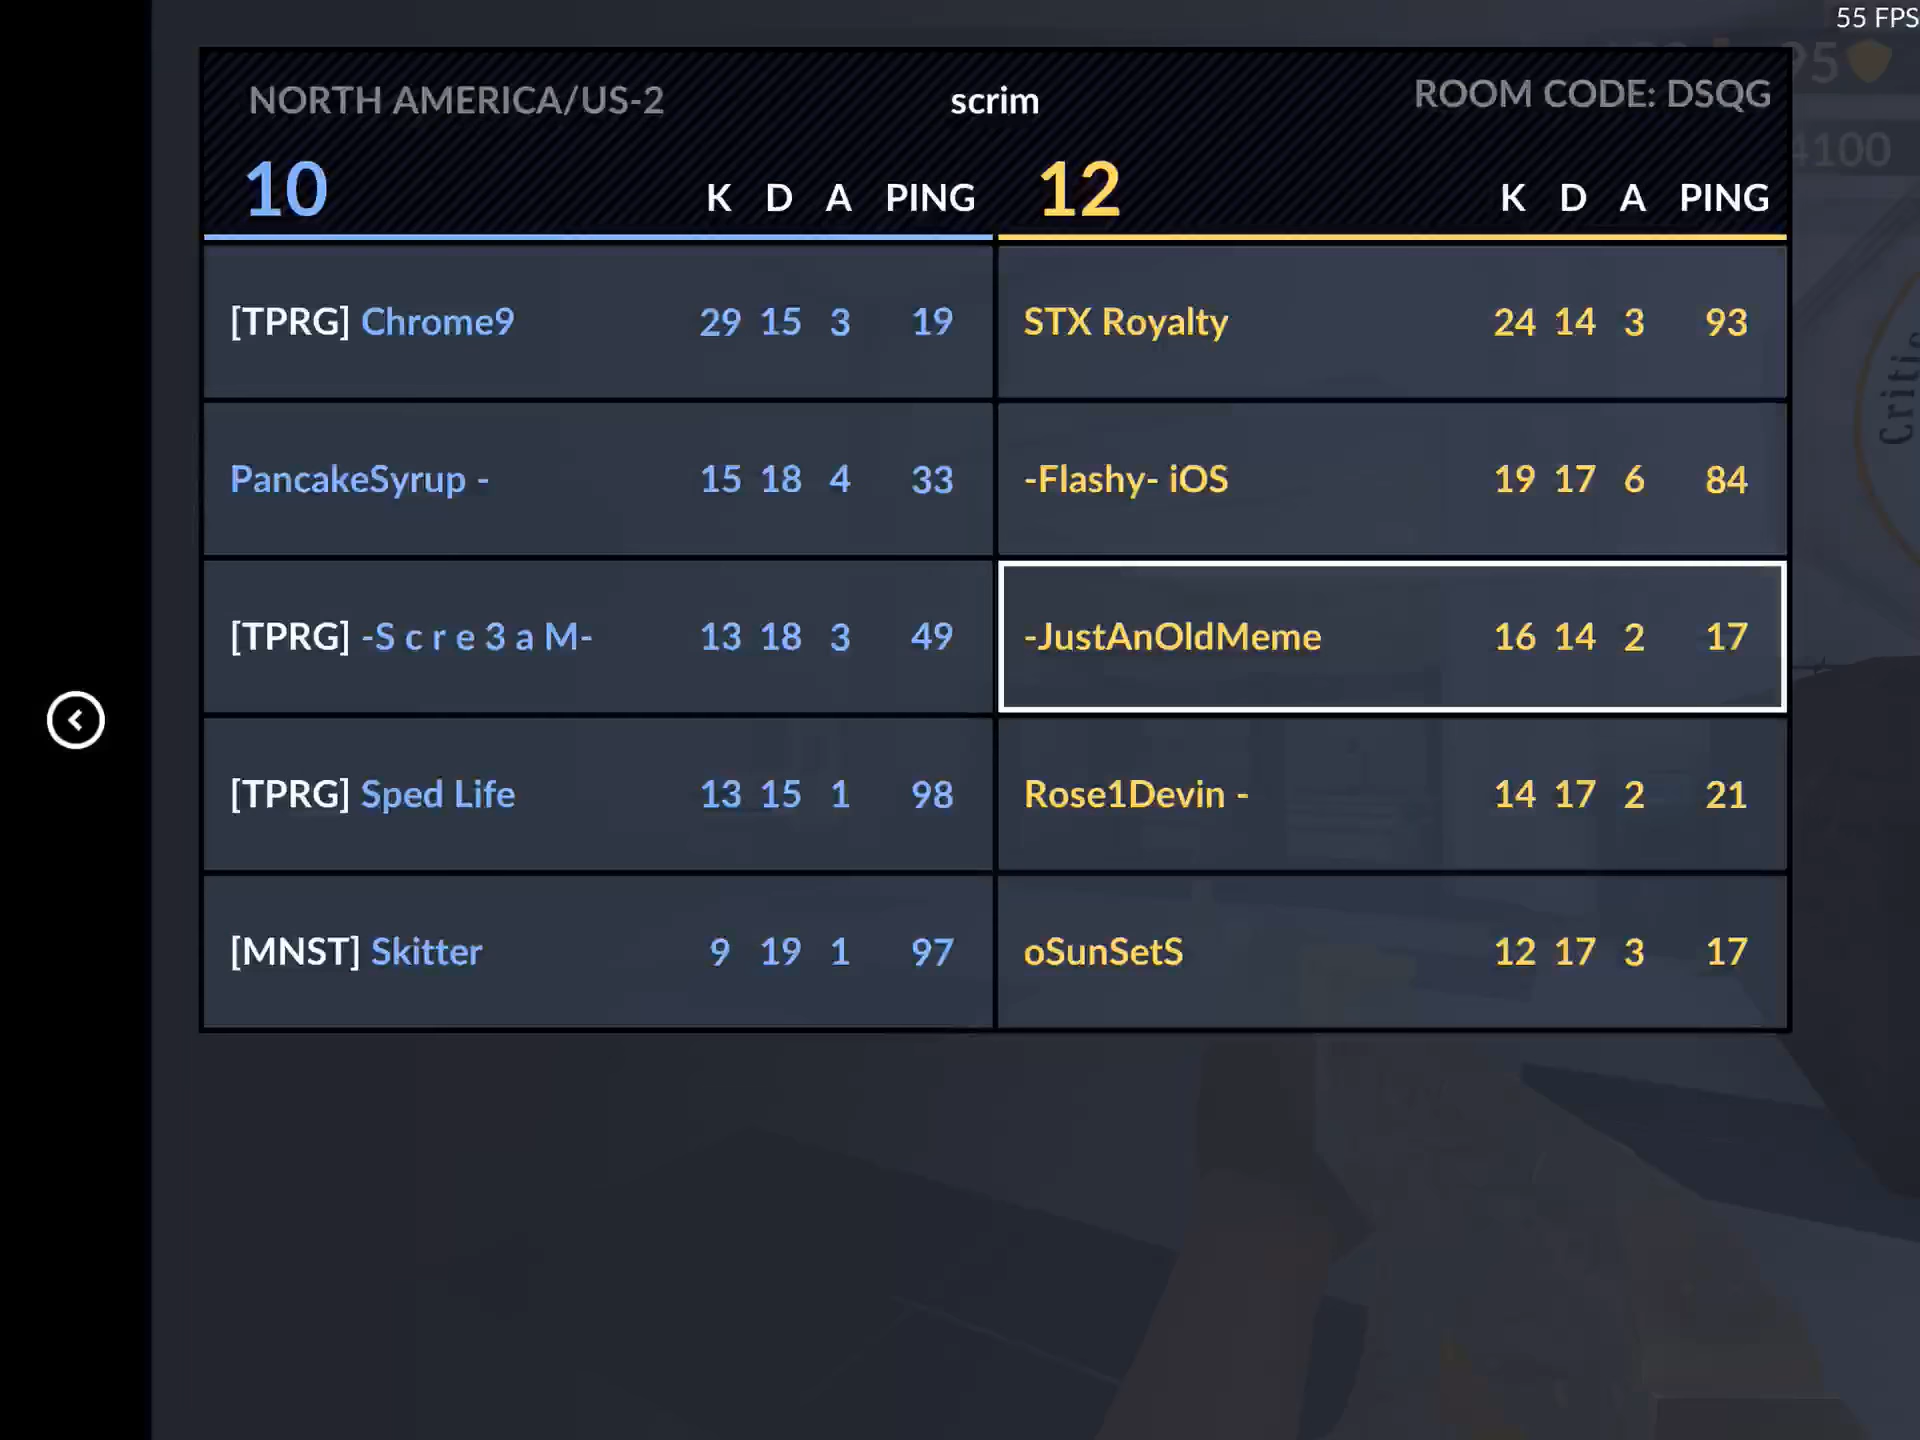 55 FPS
NORTH AMERICA/US-2 scrim ROOM CODE: DSQG
10 K D A PING 12 K D A PING
[TPRG] Chrome9 29 15 3 19 STX Royalty 24 14 3 93
PancakeSyrup - 15 18 4 33 -Flashy- iOS 19 17 6 84
[TPRG] -S c r e 3 a M- 13 18 3 49 -JustAnOldMeme 16 14 2 17
[TPRG] Sped Life 13 15 1 98 Rose1Devin - 14 17 2 21
[MNST] Skitter 9 19 1 97 oSunSetS 12 17 3 17
95
4100
Critic